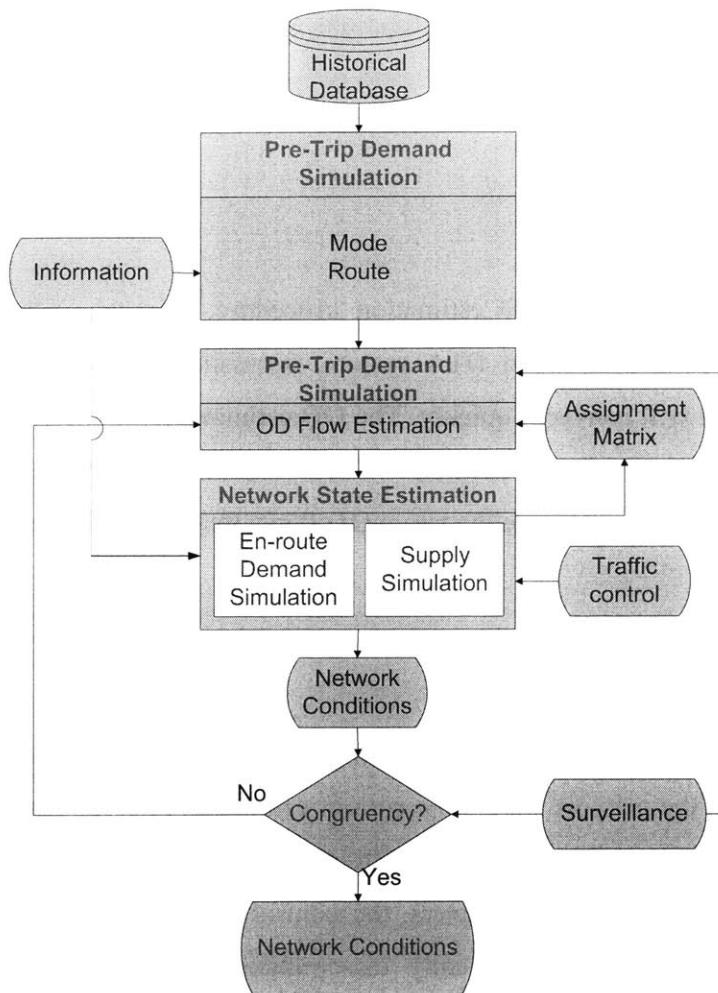 Historical
Database
Pre-Trip Demand
Simulation
Information
Mode
Route
Pre-Trip Demand
Simulation
OD Flow Estimation
Assignment
Matrix
Network State Estimation
En-route
Demand
Simulation
Supply
Simulation
Traffic
control
Network
Conditions
No
Congruency?
Surveillance
Yes
Network Conditions